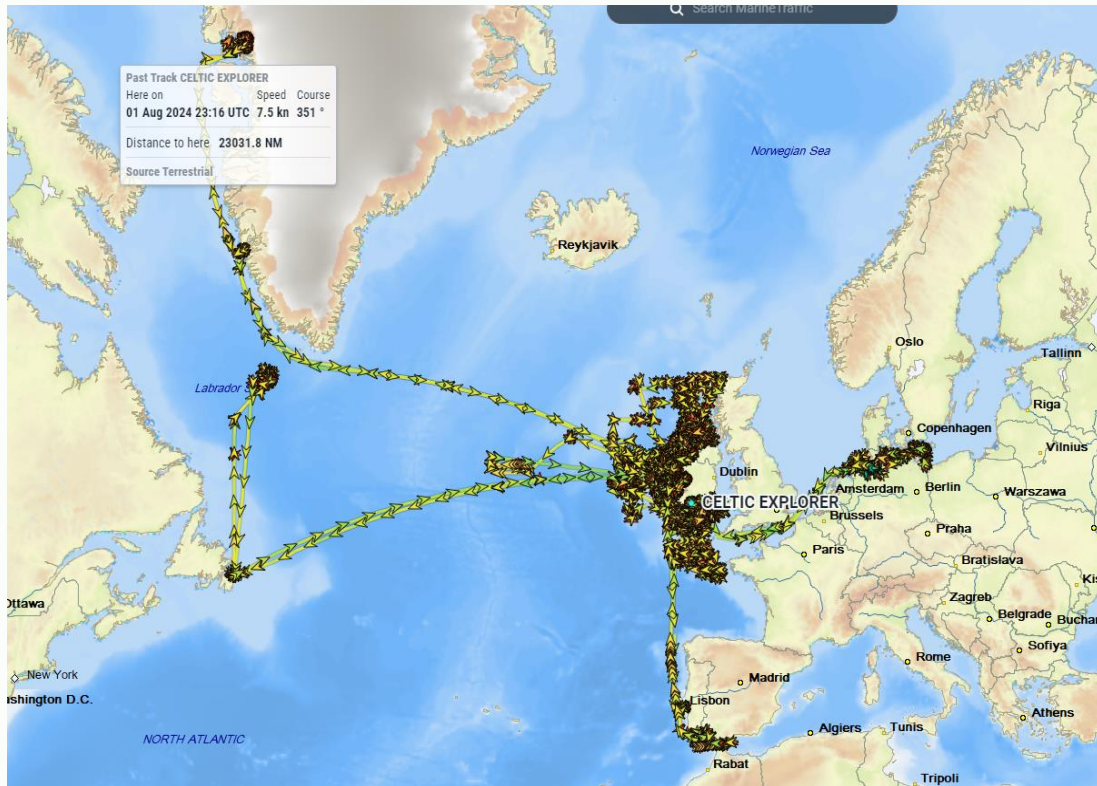 Search MarineTraffic
Past Track CELTIC EXPLORER
Here on Speed Course
01 Aug 2024 23:16 UTC 7.5 kn 351 °
Distance to here 23031.8 NM
Source Terrestrial
Norwegian Sea
Reykjavik
Oslo
Tallinn
Labrador S
Riga
Copenhagen
Vilnius
Dublin
Amsterdam
Berlin
CELTIC EXPLORER
Warszawa
Brussels
Praha
Paris
Bratislava
Kis
Ottawa
Zagreb
Belgrade
Buchar
Sofiya
New York
Rome
Madrid
shington D.C.
Lisbon
Athens
Algiers
Tunis
NORTH ATLANTIC
Rabat
Tripoli